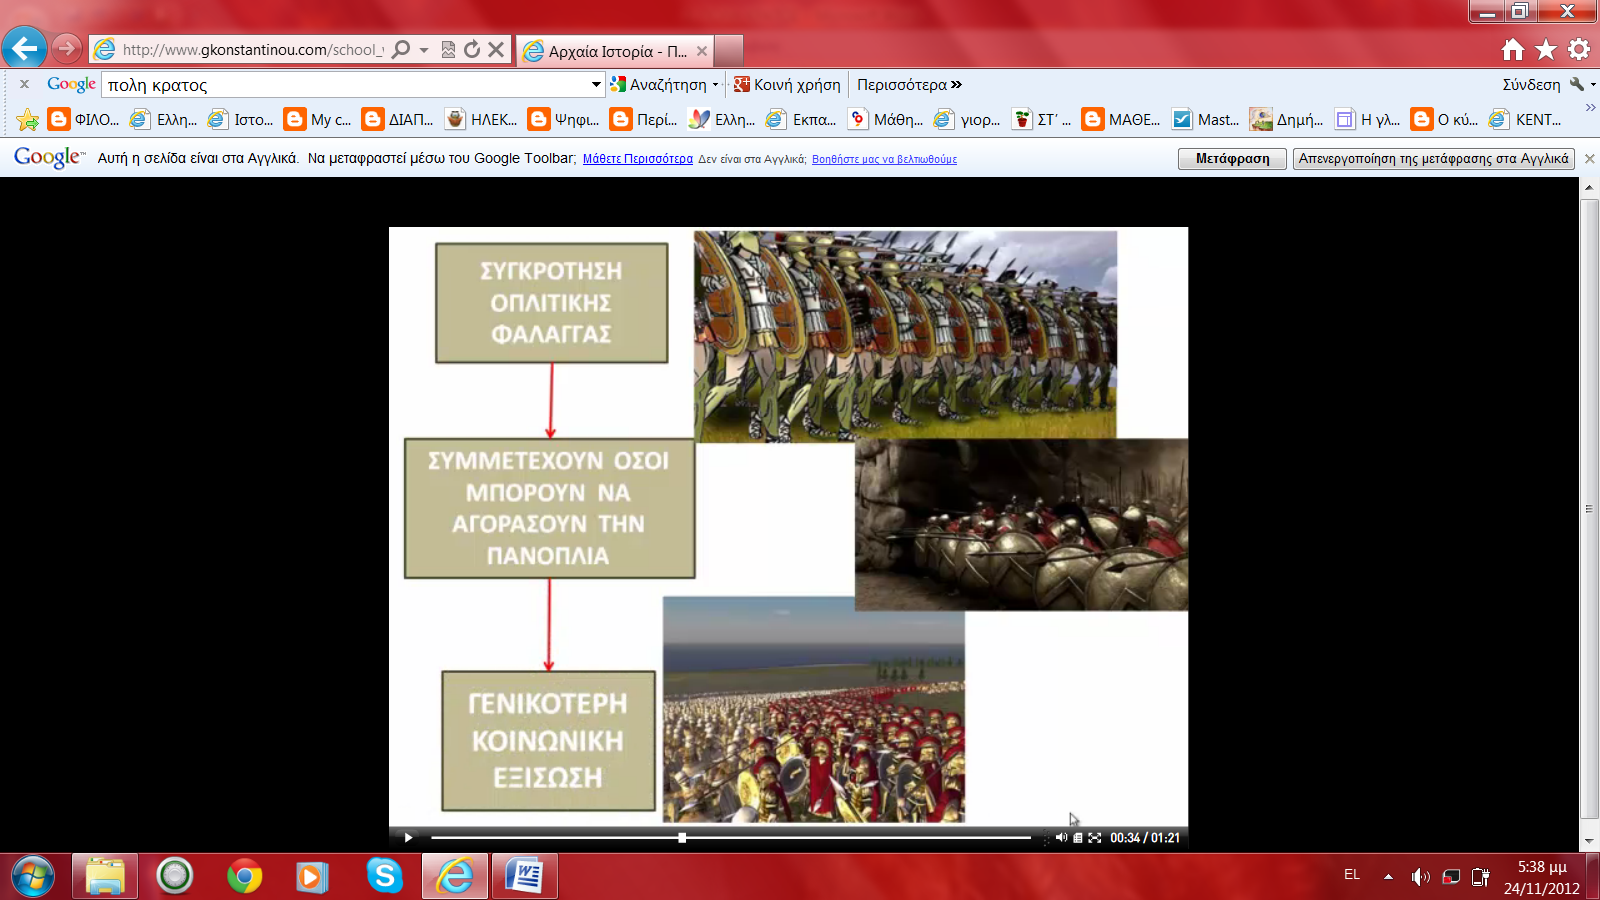 http://www.gkonstantinou.com/school_
Αρχαία Ιστορία - Π...
x Google πολη κρατος Αναζήτηση Κοινή χρήση Περισσότερα » Σύνδεση
ΦΙΛΟ... Ελλη... Ιστο... My c... ΔΙΑΠ... ΗΛΕΚ... Ψηφι... Περί... Ελλη... Εκπα... Μάθη... γιορ... ΣΤ΄ ... ΜΑΘΕ... Mast... Δημή... Η γλ... Ο κύ... ΚΕΝΤ...
Google™ Αυτή η σελίδα είναι στα Αγγλικά. Να μεταφραστεί μέσω του Google Toolbar; Μάθετε Περισσότερα Δεν είναι στα Αγγλικά; Βοηθήστε μας να βελτιωθούμε Μετάφραση Απενεργοποίηση της μετάφρασης στα Αγγλικά
ΣΥΓΚΡΟΤΗΣΗ
ΟΠΛΙΤΙΚΗΣ
ΦΑΛΑΓΓΑΣ
ΣΥΜΜΕΤΕΧΟΥΝ ΟΣΟΙ
ΜΠΟΡΟΥΝ ΝΑ
ΑΓΟΡΑΣΟΥΝ ΤΗΝ
ΠΑΝΟΠΛΙΑ
ΓΕΝΙΚΟΤΕΡΗ
ΚΟΙΝΩΝΙΚΗ
ΕΞΙΣΩΣΗ
00:34 / 01:21
EL
5:38 μμ
24/11/2012